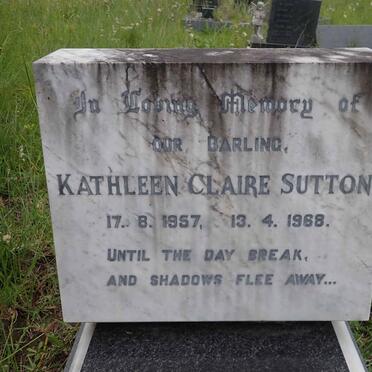 In Loving Memory of
OUR DARLING,
KATHLEEN CLAIRE SUTTON
17. 8. 1957, 13. 4. 1968.
UNTIL THE DAY BREAK,
AND SHADOWS FLEE AWAY...